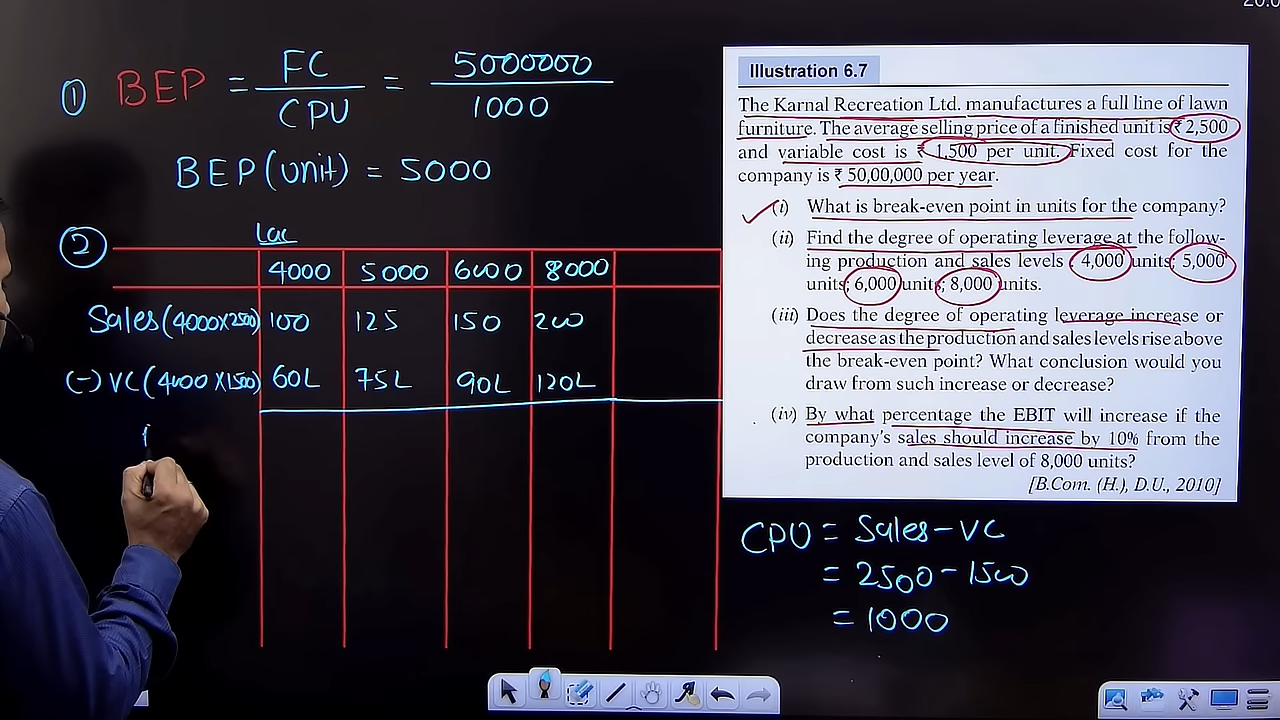 ① BEP = FC / CPU = 5000000 / 1000
BEP(unit) = 5000
② Lac
4000 5000 6000 8000
Sales(4000x2500) 100 125 150 200
(-) VC(4000 X1500) 60L 75L 90L 120L
Illustration 6.7
The Karnal Recreation Ltd. manufactures a full line of lawn
furniture. The average selling price of a finished unit is ₹ 2,500
and variable cost is ₹ 1,500 per unit. Fixed cost for the
company is ₹ 50,00,000 per year.
(i) What is break-even point in units for the company?
(ii) Find the degree of operating leverage at the follow-
ing production and sales levels 4,000 units; 5,000
units; 6,000 units; 8,000 units.
(iii) Does the degree of operating leverage increase or
decrease as the production and sales levels rise above
the break-even point? What conclusion would you
draw from such increase or decrease?
(iv) By what percentage the EBIT will increase if the
company's sales should increase by 10% from the
production and sales level of 8,000 units?
[B.Com. (H.), D.U., 2010]
CPU = Sales-VC
= 2500-1500
= 1000